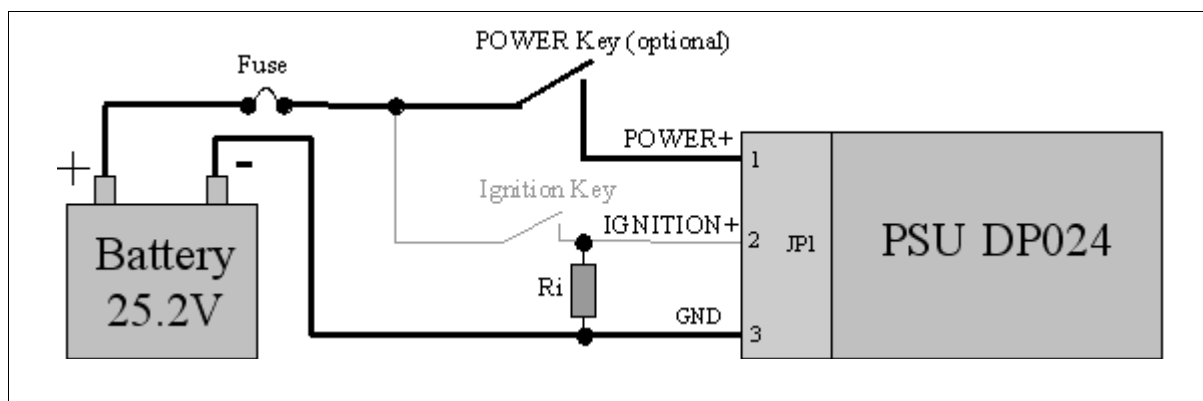 POWER Key (optional)
Fuse
POWER+
1
+
-
Ignition Key
IGNITION+
2
JP1
PSU DP024
Battery
25.2V
Ri
GND
3